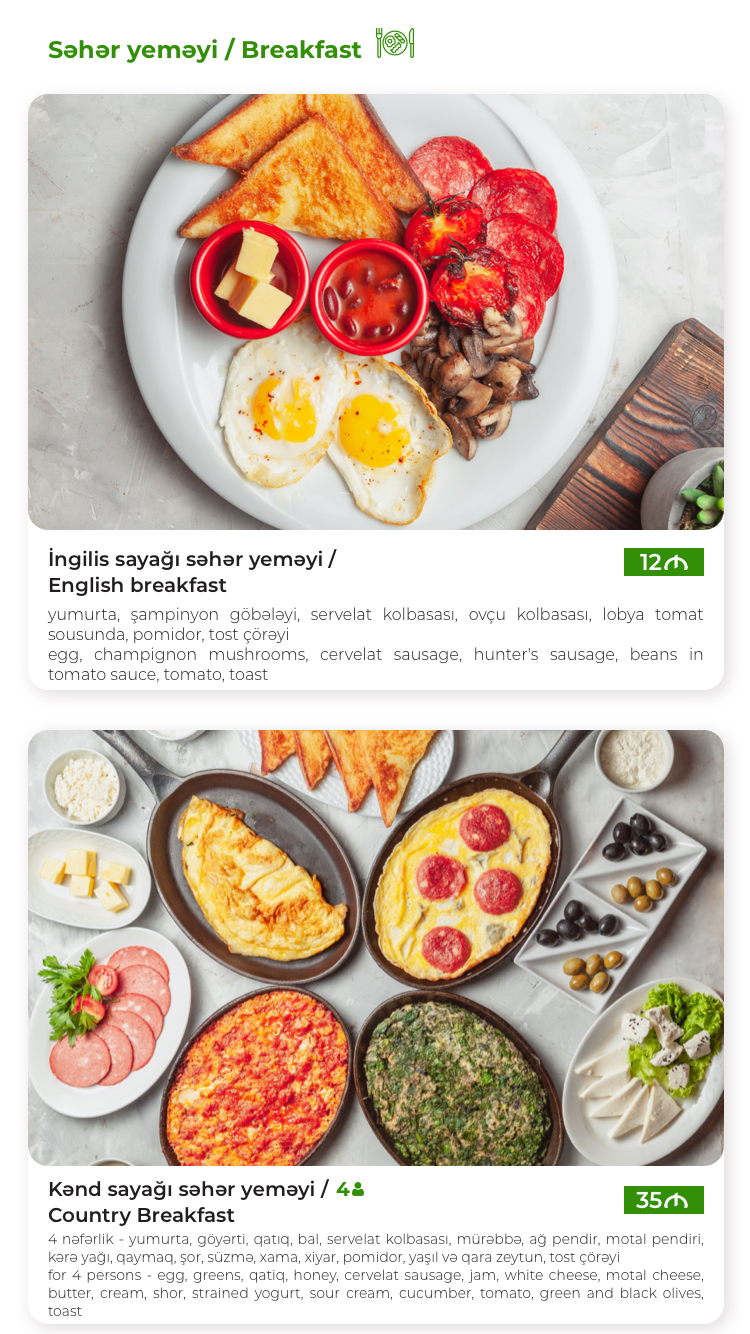 Səhər yeməyi / Breakfast
İngilis sayağı səhər yeməyi /
English breakfast
12₼
yumurta, şampinyon göbələyi, servelat kolbasası, ovçu kolbasası, lobya tomat
sousunda, pomidor, tost çörəyi
egg, champignon mushrooms, cervelat sausage, hunter's sausage, beans in
tomato sauce, tomato, toast
Kənd sayağı səhər yeməyi / 4
Country Breakfast
35₼
4 nəfərlik - yumurta, göyərti, qatıq, bal, servelat kolbasası, mürəbbə, ağ pendir, motal pendiri,
kərə yağı, qaymaq, şor, süzmə, xama, xiyar, pomidor, yaşıl və qara zeytun, tost çörəyi
for 4 persons - egg, greens, qatiq, honey, cervelat sausage, jam, white cheese, motal cheese,
butter, cream, shor, strained yogurt, sour cream, cucumber, tomato, green and black olives,
toast